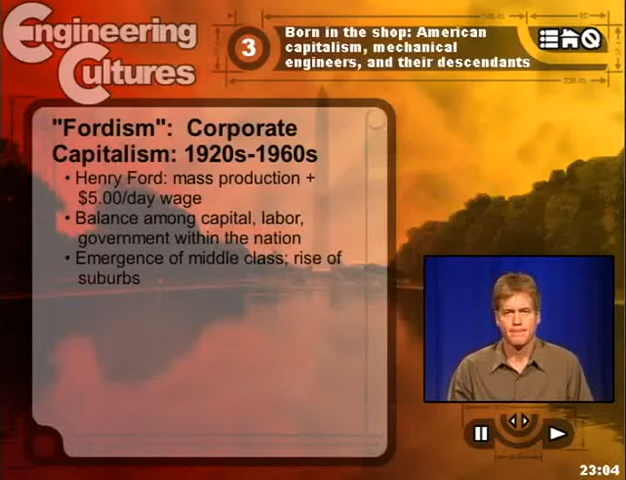 Engineering
Cultures
3
Born in the shop: American
capitalism, mechanical
engineers, and their descendants
"Fordism": Corporate
Capitalism: 1920s-1960s
• Henry Ford: mass production +
$5.00/day wage
• Balance among capital, labor,
government within the nation
• Emergence of middle class; rise of
suburbs
23:04